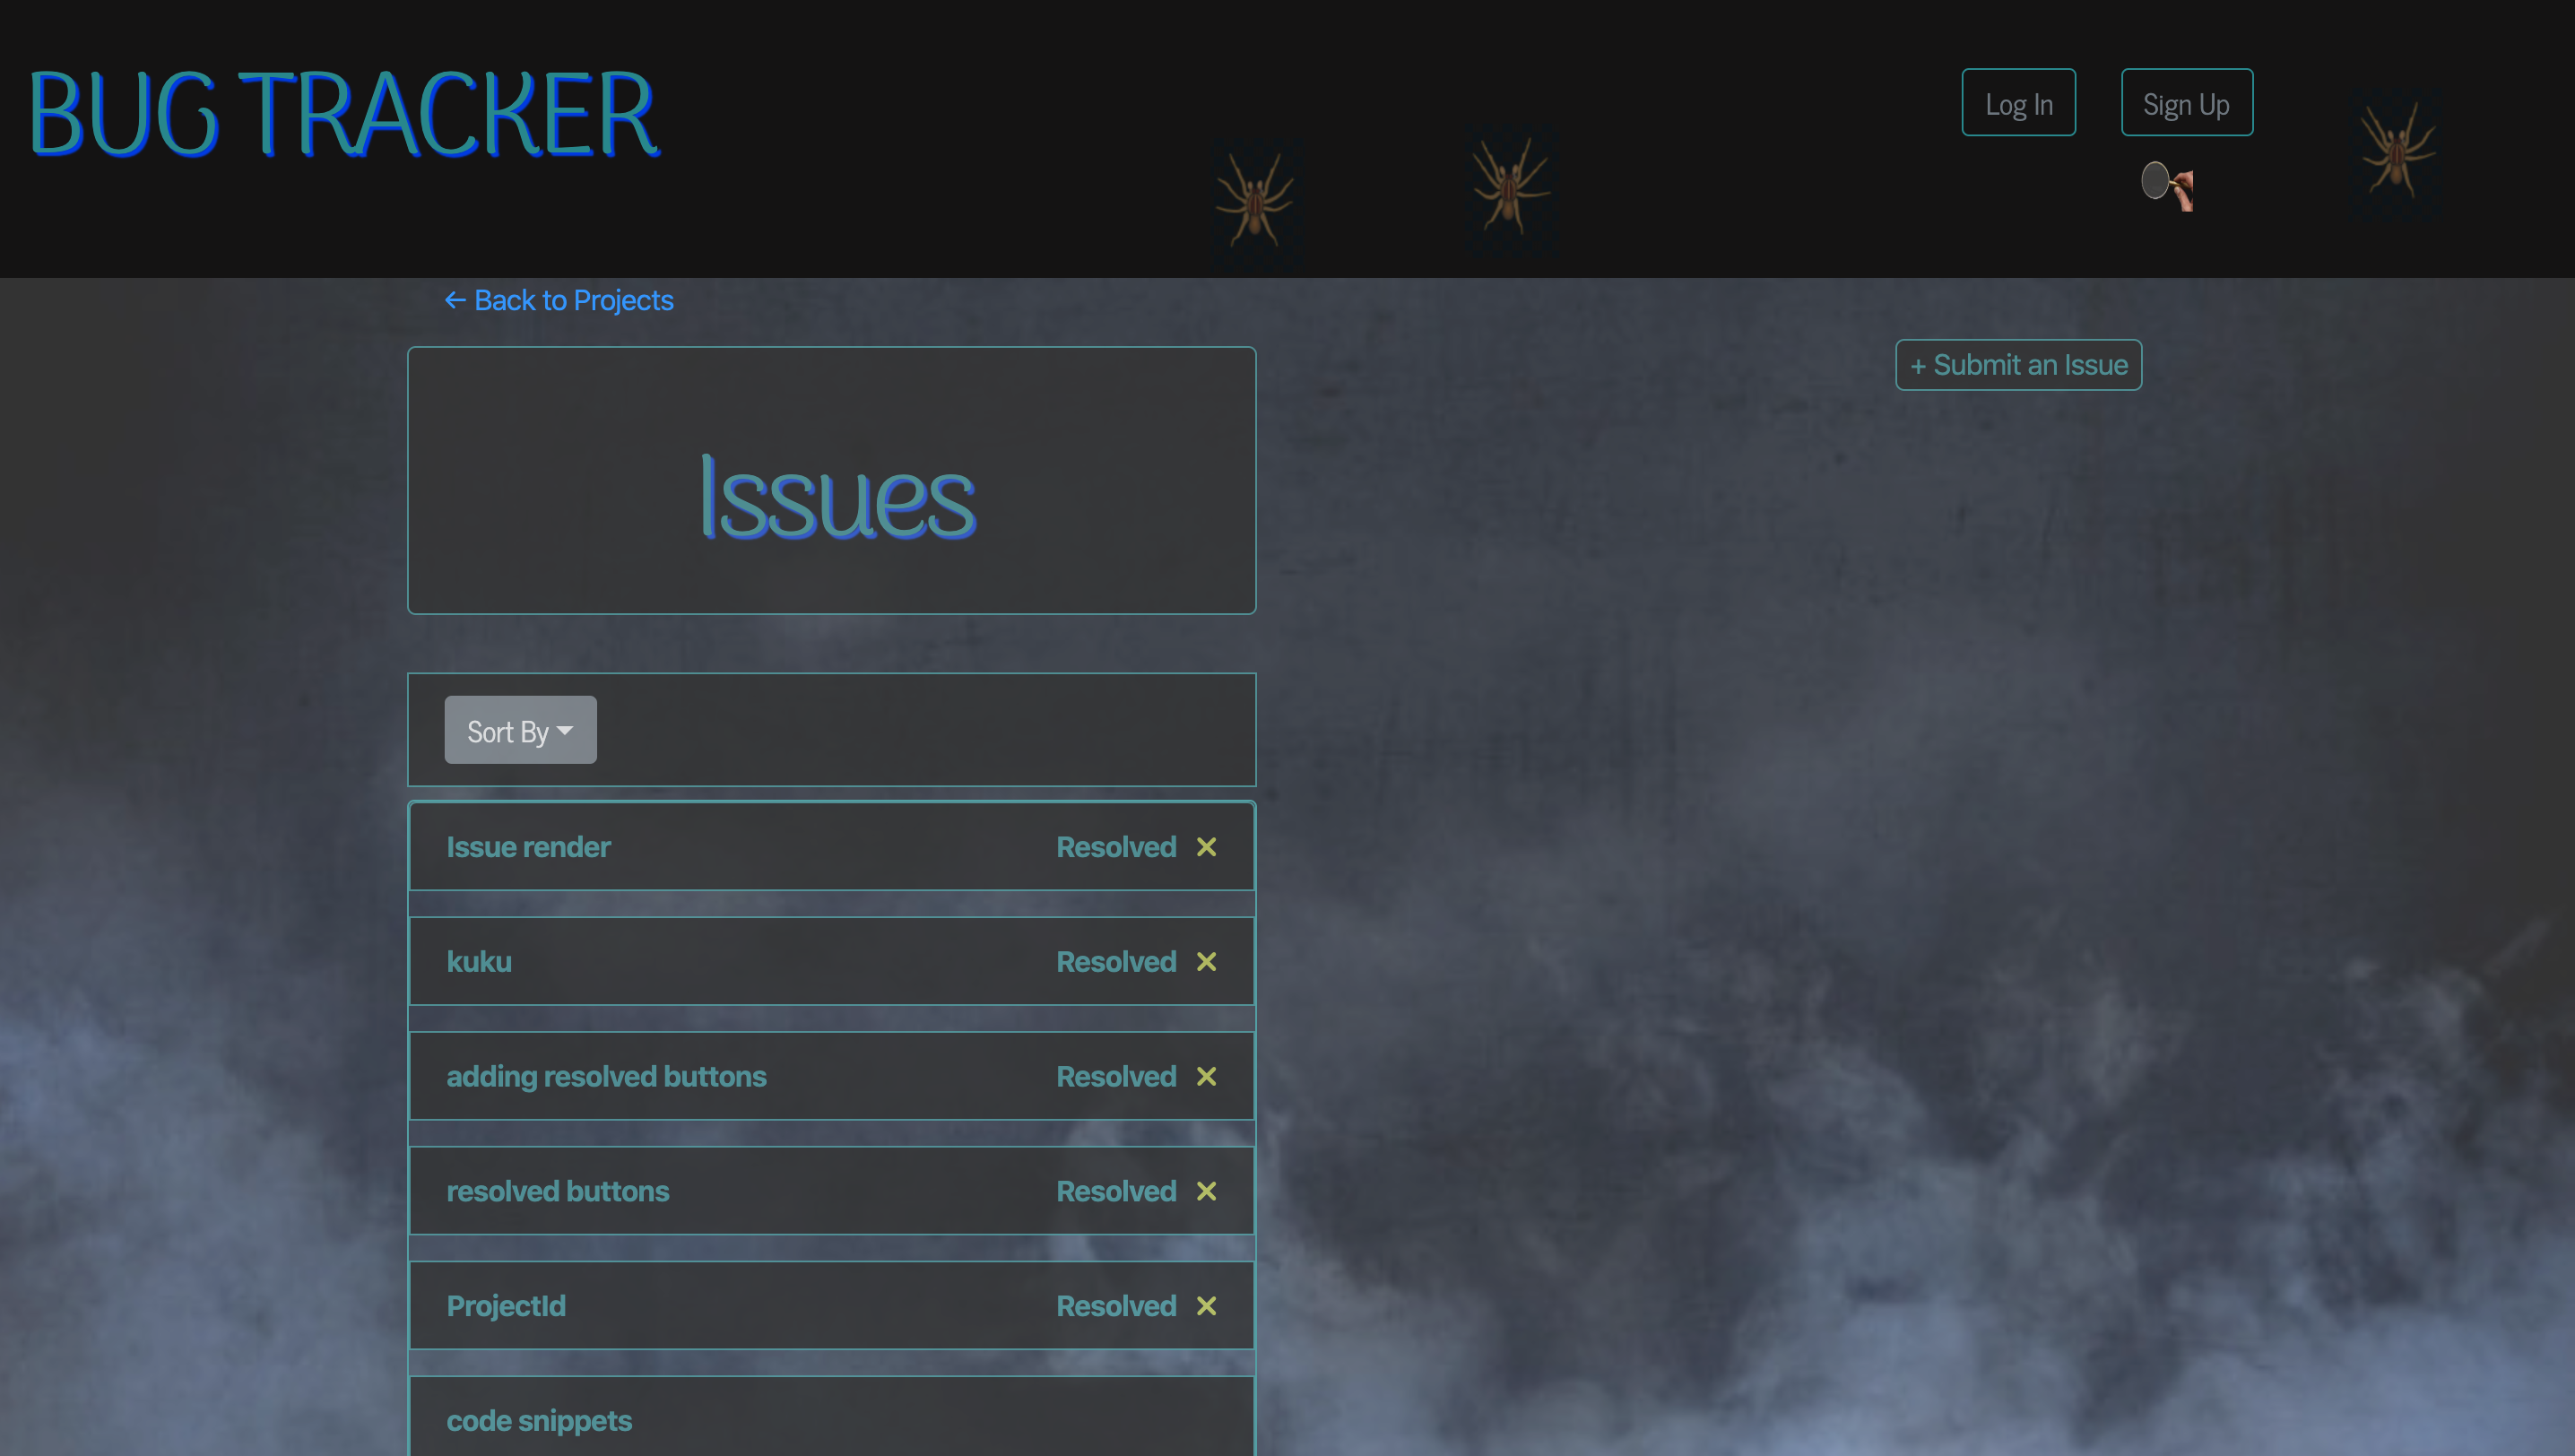 BUG TRACKER
Log In
Sign Up
← Back to Projects
+ Submit an Issue
Issues
Sort By
Issue render Resolved ×
kuku Resolved ×
adding resolved buttons Resolved ×
resolved buttons Resolved ×
ProjectId Resolved ×
code snippets